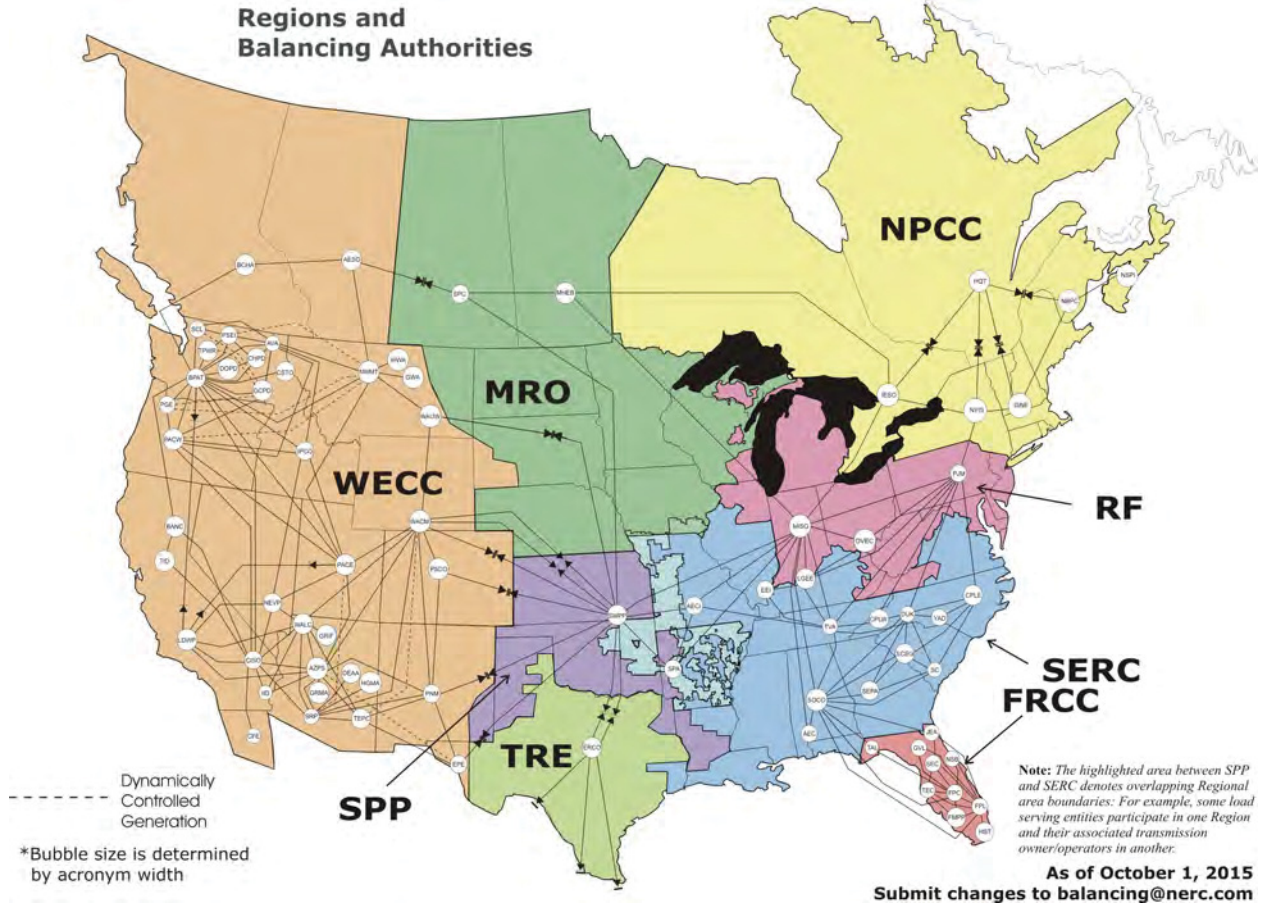 Regions and
Balancing Authorities
NPCC
HQT
NBPC
NSPI
BCHA
AESO
SPC
MHEB
SCL
PSEI
AVA
TPWR
DOPD
CHPD
BPAT
GCPD
NWMT
GWA
PGE
WAUW
PACW
IPCO
MRO
IESO
NYIS
WECC
PJM
RF
WACM
BANC
MISO
OVEC
TID
PACE
PSCO
LGEE
NEVP
EEI
AECI
CPLE
WALC
GRIF
TVA
CPLW
DUK
YAD
LDWP
CISO
AZPS
DEAA
HGMA
SPA
SCEG
SC
SERC
FRCC
IID
GRMA
PNM
SRP
TEPC
SEPA
SOCO
CFE
EPE
SPP
TRE
ERCO
AEC
JEA
TAL
GVL
NSB
SEC
TEC
FPC
FPL
FMPP
HST
Dynamically
Controlled
Generation
*Bubble size is determined
by acronym width
Note: The highlighted area between SPP
and SERC denotes overlapping Regional
area boundaries: For example, some load
serving entities participate in one Region
and their associated transmission
owner/operators in another.
As of October 1, 2015
Submit changes to balancing@nerc.com